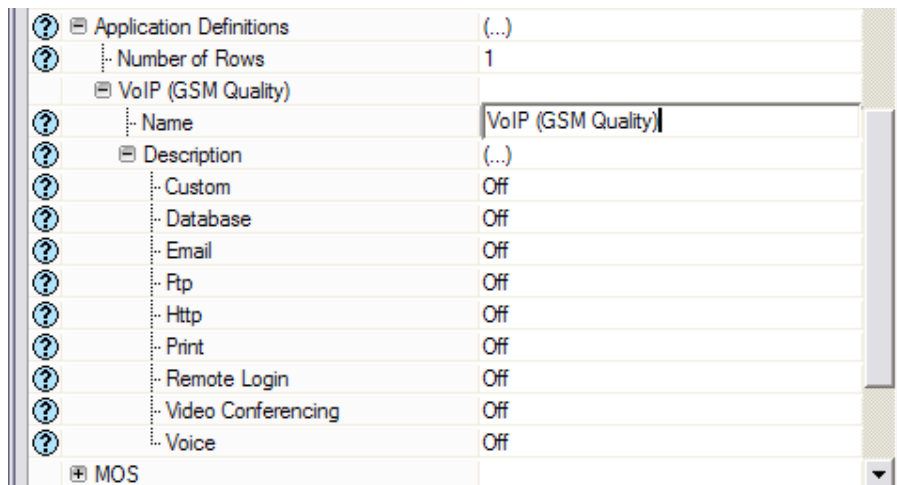 Application Definitions (...)
Number of Rows 1
VoIP (GSM Quality)
Name VoIP (GSM Quality)
Description (...)
Custom Off
Database Off
Email Off
Ftp Off
Http Off
Print Off
Remote Login Off
Video Conferencing Off
Voice Off
MOS